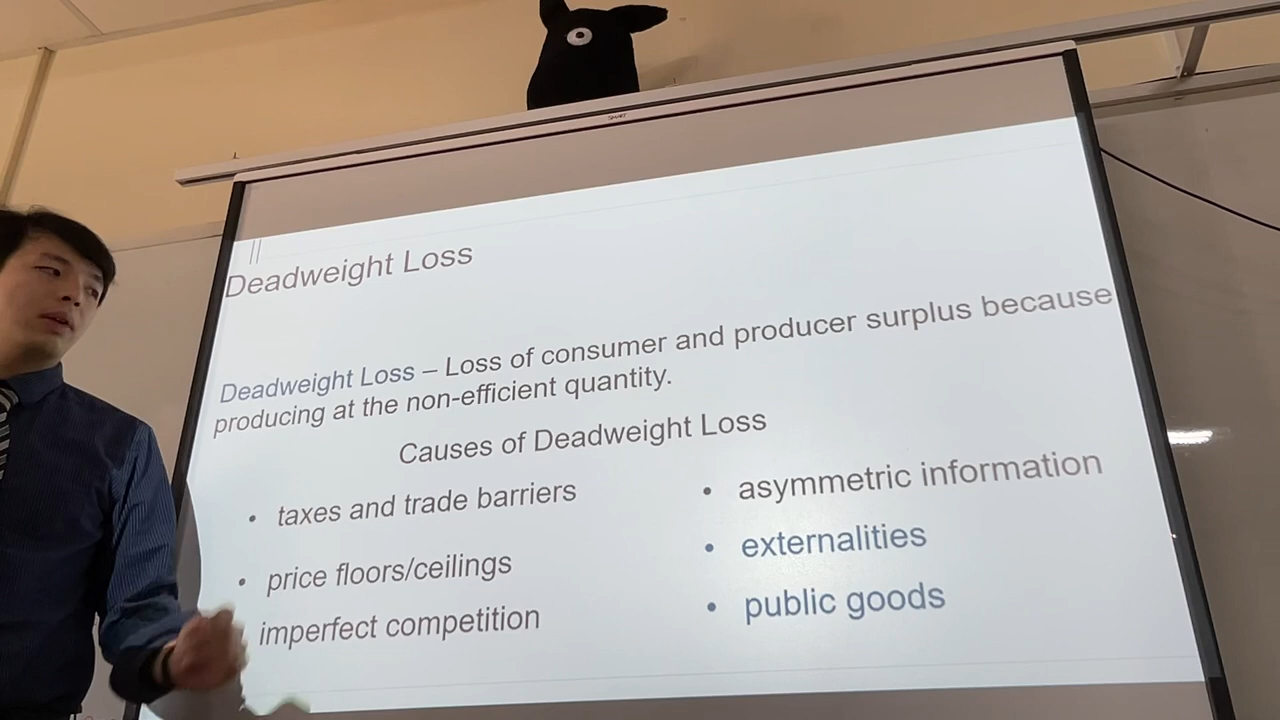 SMART
Deadweight Loss
Deadweight Loss – Loss of consumer and producer surplus because
producing at the non-efficient quantity.
Causes of Deadweight Loss
• taxes and trade barriers
• price floors/ceilings
imperfect competition
• asymmetric information
• externalities
• public goods